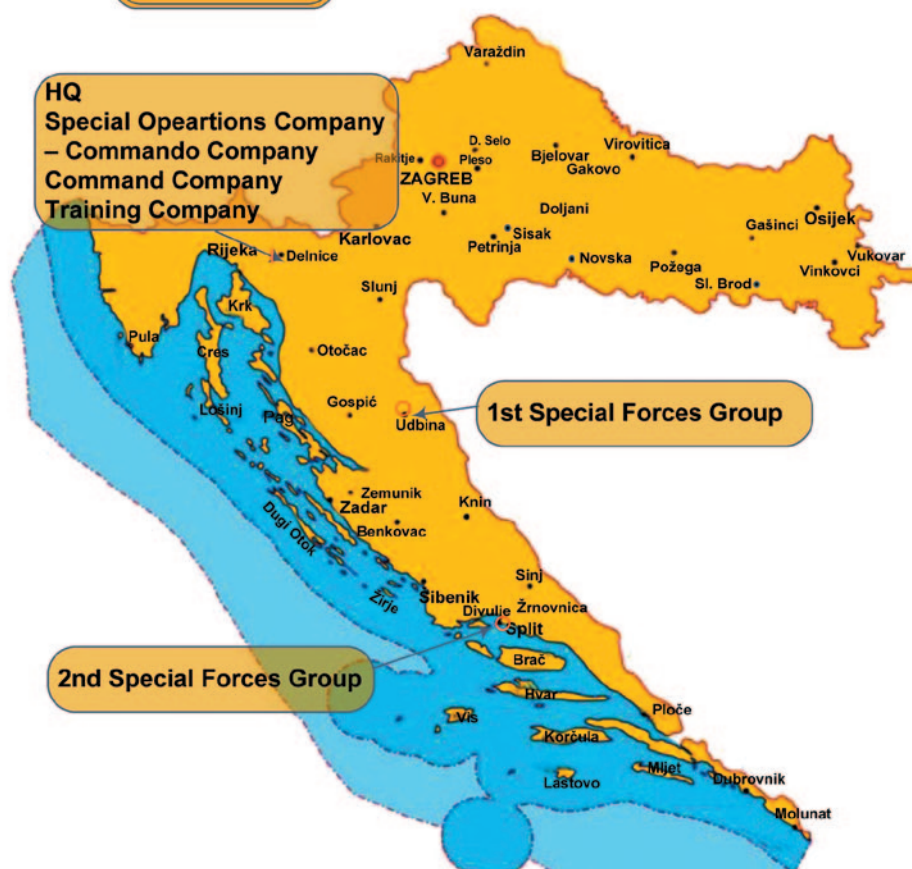 Varaždin
HQ
Special Opeartions Company
– Commando Company
Command Company
Training Company
D. Selo
Virovitica
Rakitje
Pleso
Bjelovar
Gakovo
ZAGREB
V. Buna
Doljani
Osijek
Gašinci
Karlovac
Sisak
Petrinja
Rijeka
Delnice
Novska
Požega
Vukovar
Vinkovci
Sl. Brod
Slunj
Krk
Pula
Cres
Otočac
Lošinj
Pag
Gospić
Udbina
1st Special Forces Group
Zemunik
Zadar
Knin
Dugi Otok
Benkovac
Sinj
Žirje
Šibenik
Divulje
Žrnovnica
Split
2nd Special Forces Group
Brač
Hvar
Vis
Ploče
Korčula
Lastovo
Mljet
Dubrovnik
Molunat